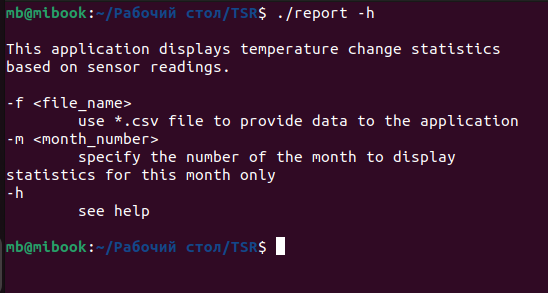 mb@mibook:~/Рабочий стол/TSR$ ./report -h
This application displays temperature change statistics
based on sensor readings.
-f <file_name>
use *.csv file to provide data to the application
-m <month_number>
specify the number of the month to display
statistics for this month only
-h
see help
mb@mibook:~/Рабочий стол/TSR$